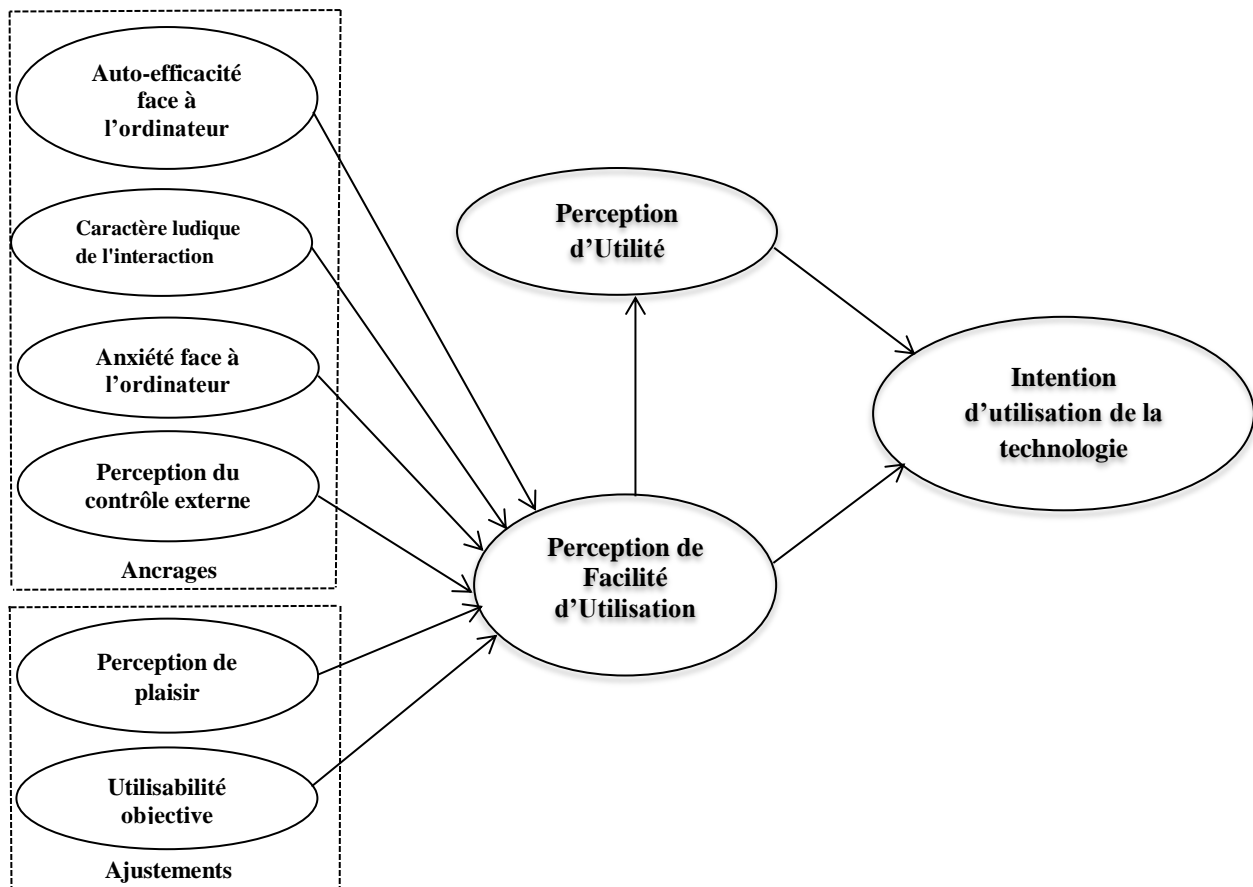 Auto-efficacité
face à
l’ordinateur
Caractère ludique
de l'interaction
Anxiété face à
l’ordinateur
Perception du
contrôle externe
Ancrages
Perception de
plaisir
Utilisabilité
objective
Ajustements
Perception
d’Utilité
Perception de
Facilité
d’Utilisation
Intention
d’utilisation de la
technologie